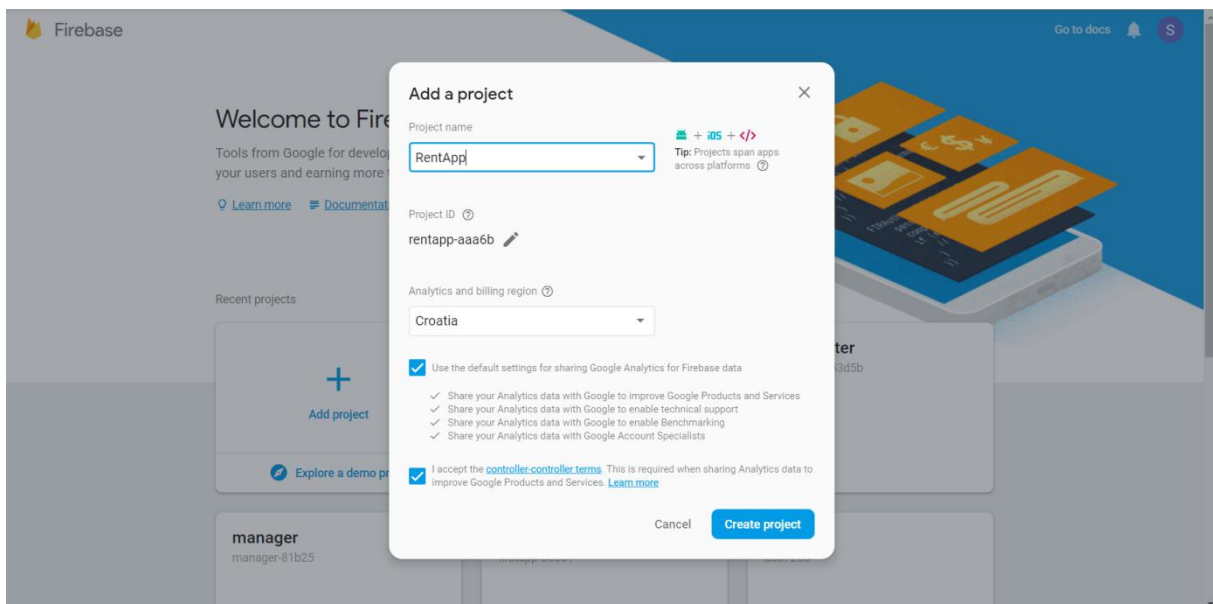 Firebase
Go to docs
S
Welcome to Fire
Tools from Google for develop
your users and earning more
Learn more
Documentat
Recent projects
Add project
Explore a demo pr
manager
manager-81b25
ter
3d5b
Add a project
Project name
RentApp
+ iOS + </>
Tip: Projects span apps
across platforms
Project ID
rentapp-aaa6b
Analytics and billing region
Croatia
Use the default settings for sharing Google Analytics for Firebase data
Share your Analytics data with Google to improve Google Products and Services
Share your Analytics data with Google to enable technical support
Share your Analytics data with Google to enable Benchmarking
Share your Analytics data with Google Account Specialists
I accept the controller-controller terms. This is required when sharing Analytics data to
improve Google Products and Services. Learn more
Cancel
Create project